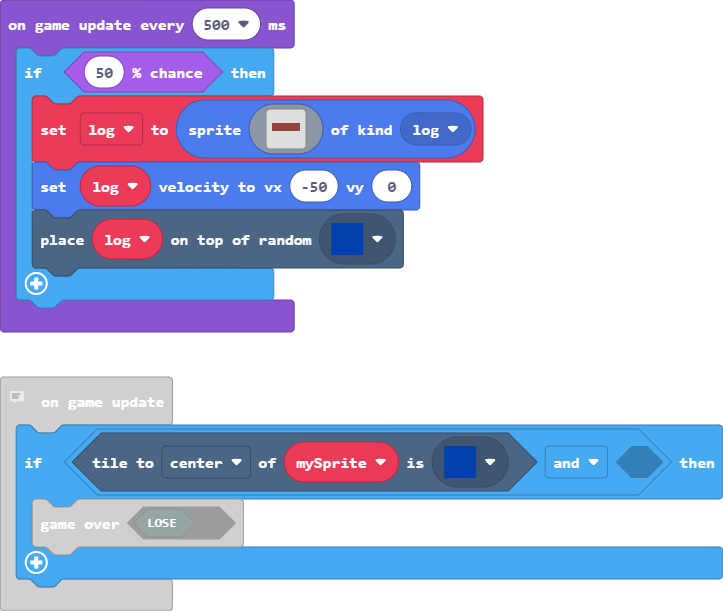 on game update every 500 ms
if 50 % chance then
set log to sprite of kind log
set log velocity to vx -50 vy 0
place log on top of random
on game update
if tile to center of mySprite is and then
game over LOSE